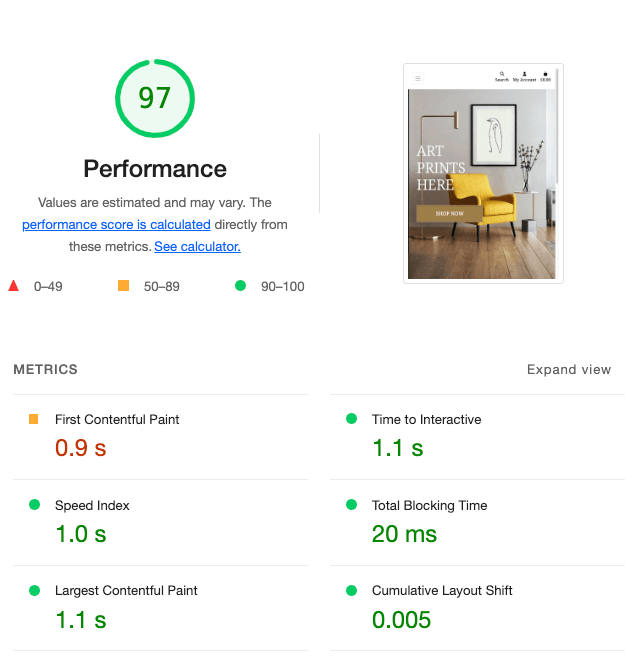 97
Performance
Values are estimated and may vary. The
performance score is calculated directly from
these metrics. See calculator.
0–49
50–89
90–100
Search My Account £0.00
ART
PRINTS
HERE
SHOP NOW
METRICS
Expand view
First Contentful Paint
0.9 s
Time to Interactive
1.1 s
Speed Index
1.0 s
Total Blocking Time
20 ms
Largest Contentful Paint
1.1 s
Cumulative Layout Shift
0.005